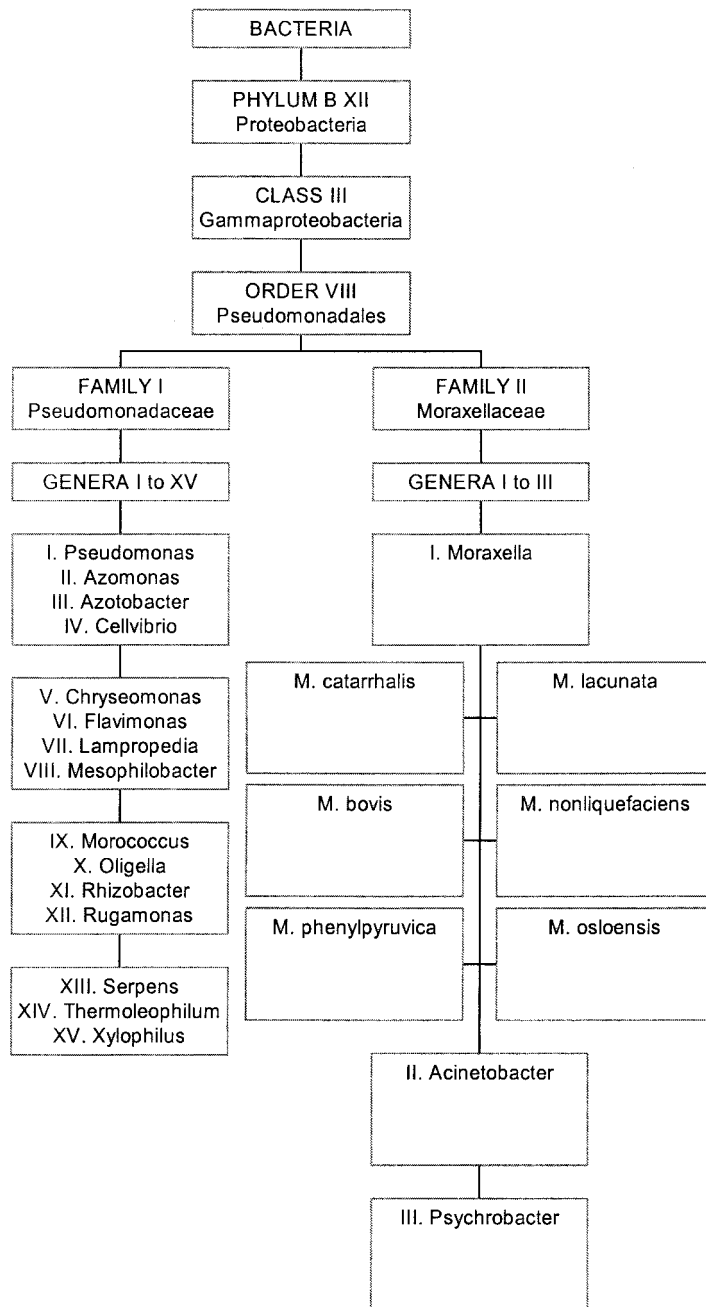 BACTERIA
PHYLUM B XII
Proteobacteria
CLASS III
Gammaproteobacteria
ORDER VIII
Pseudomonadales
FAMILY I
Pseudomonadaceae
FAMILY II
Moraxellaceae
GENERA I to XV
GENERA I to III
I. Pseudomonas
II. Azomonas
III. Azotobacter
IV. Cellvibrio
I. Moraxella
V. Chryseomonas
VI. Flavimonas
VII. Lampropedia
VIII. Mesophilobacter
M. catarrhalis
M. lacunata
M. bovis
M. nonliquefaciens
IX. Morococcus
X. Oligella
XI. Rhizobacter
XII. Rugamonas
M. phenylpyruvica
M. osloensis
XIII. Serpens
XIV. Thermoleophilum
XV. Xylophilus
II. Acinetobacter
III. Psychrobacter